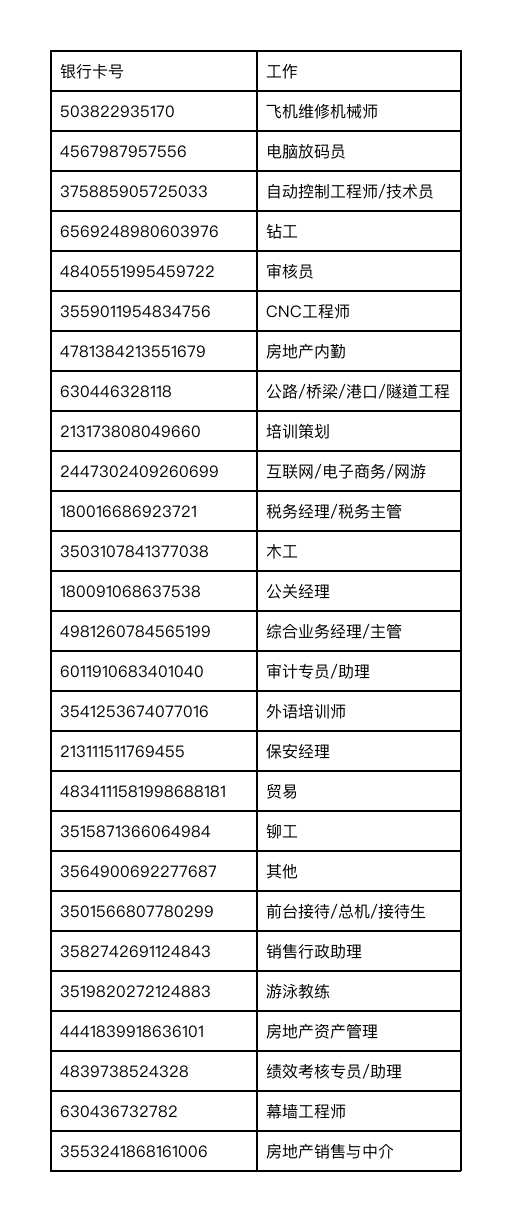 银行卡号 工作
503822935170 飞机维修机械师
4567987957556 电脑放码员
375885905725033 自动控制工程师/技术员
6569248980603976 钻工
4840551995459722 审核员
3559011954834756 CNC工程师
4781384213551679 房地产内勤
630446328118 公路/桥梁/港口/隧道工程
213173808049660 培训策划
2447302409260699 互联网/电子商务/网游
180016686923721 税务经理/税务主管
3503107841377038 木工
180091068637538 公关经理
4981260784565199 综合业务经理/主管
6011910683401040 审计专员/助理
3541253674077016 外语培训师
213111511769455 保安经理
4834111581998688181 贸易
3515871366064984 铆工
3564900692277687 其他
3501566807780299 前台接待/总机/接待生
3582742691124843 销售行政助理
3519820272124883 游泳教练
4441839918636101 房地产资产管理
4839738524328 绩效考核专员/助理
630436732782 幕墙工程师
3553241868161006 房地产销售与中介